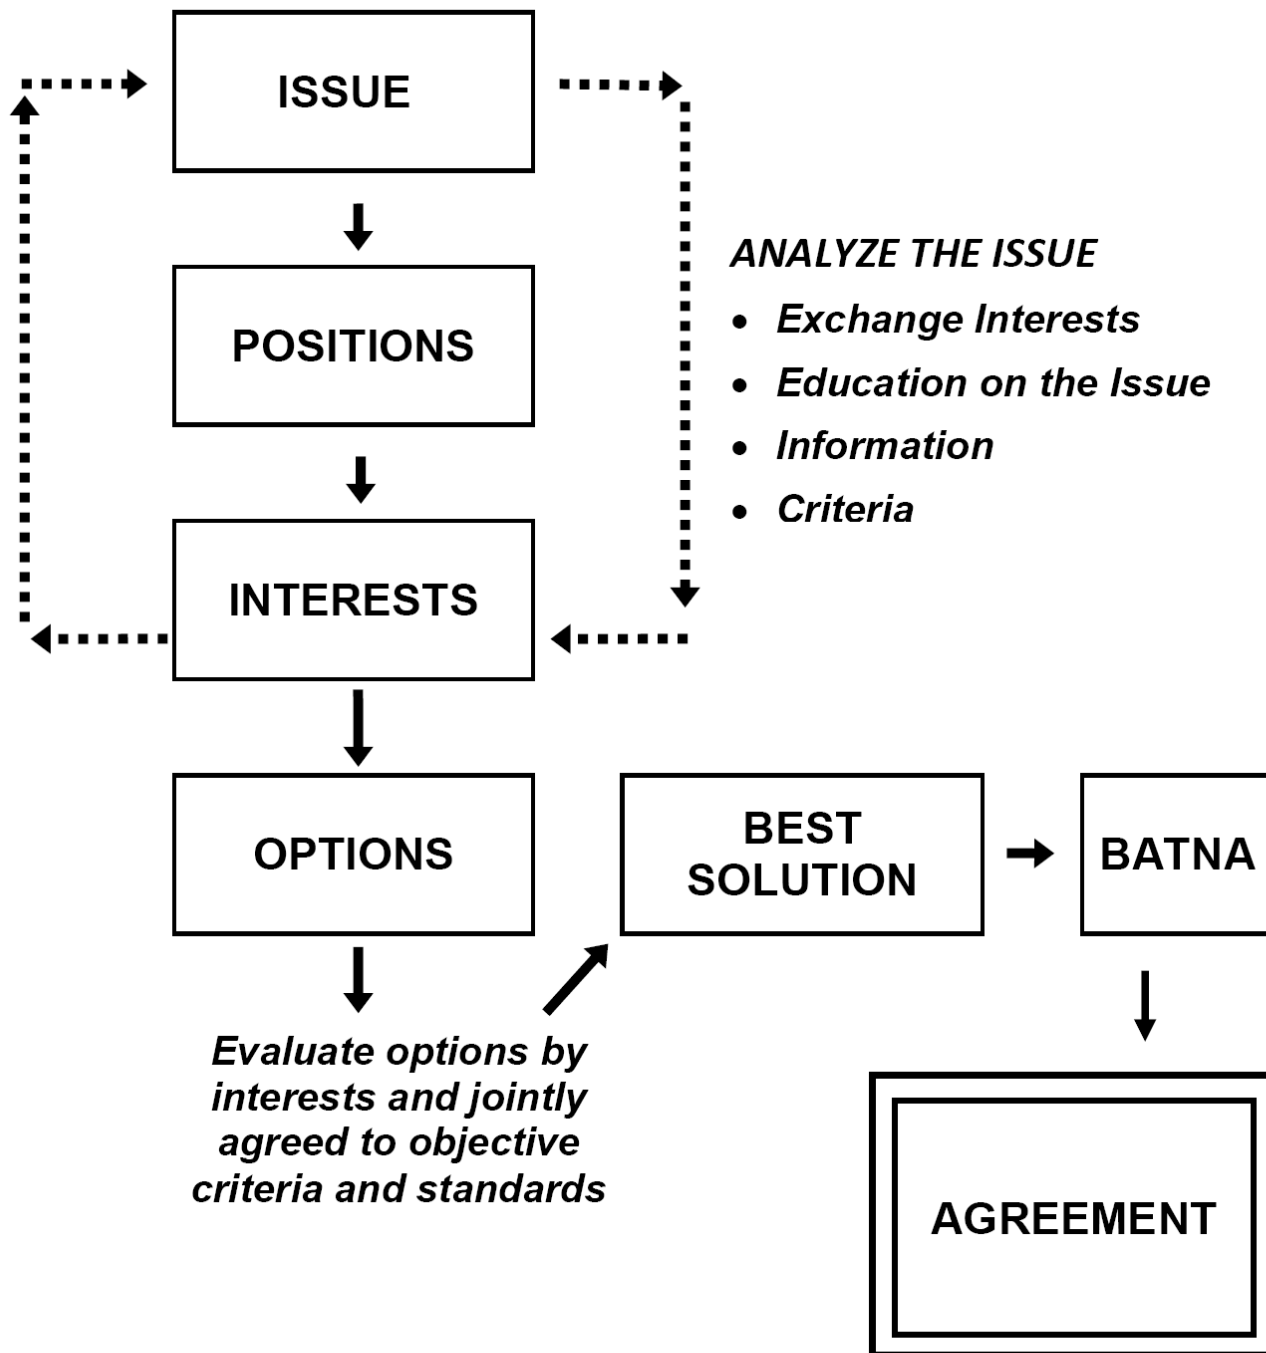 ISSUE
POSITIONS
INTERESTS
ANALYZE THE ISSUE
• Exchange Interests
• Education on the Issue
• Information
• Criteria
OPTIONS
Evaluate options by
interests and jointly
agreed to objective
criteria and standards
BEST
SOLUTION
BATNA
AGREEMENT